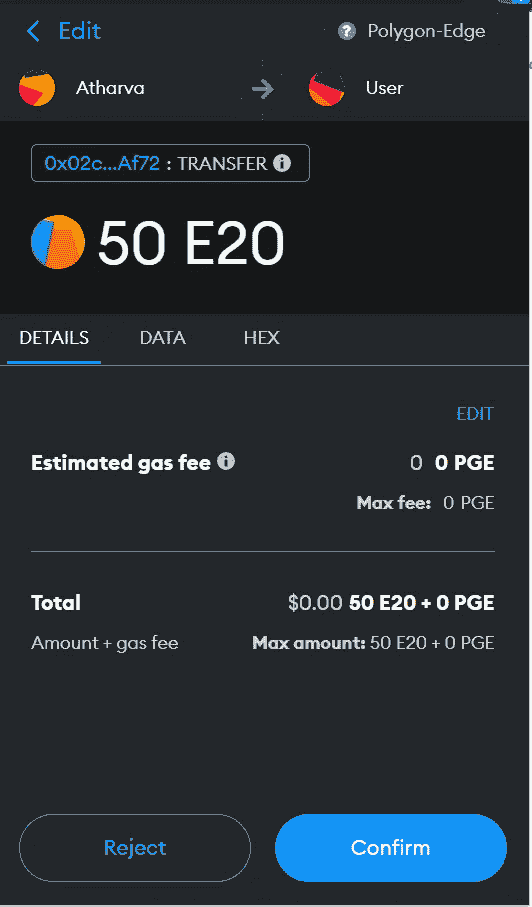 Edit
Polygon-Edge
Atharva
User
0x02c...Af72 : TRANSFER
50 E20
DETAILS DATA HEX
EDIT
Estimated gas fee 0 0 PGE
Max fee: 0 PGE
Total $0.00 50 E20 + 0 PGE
Amount + gas fee Max amount: 50 E20 + 0 PGE
Reject Confirm